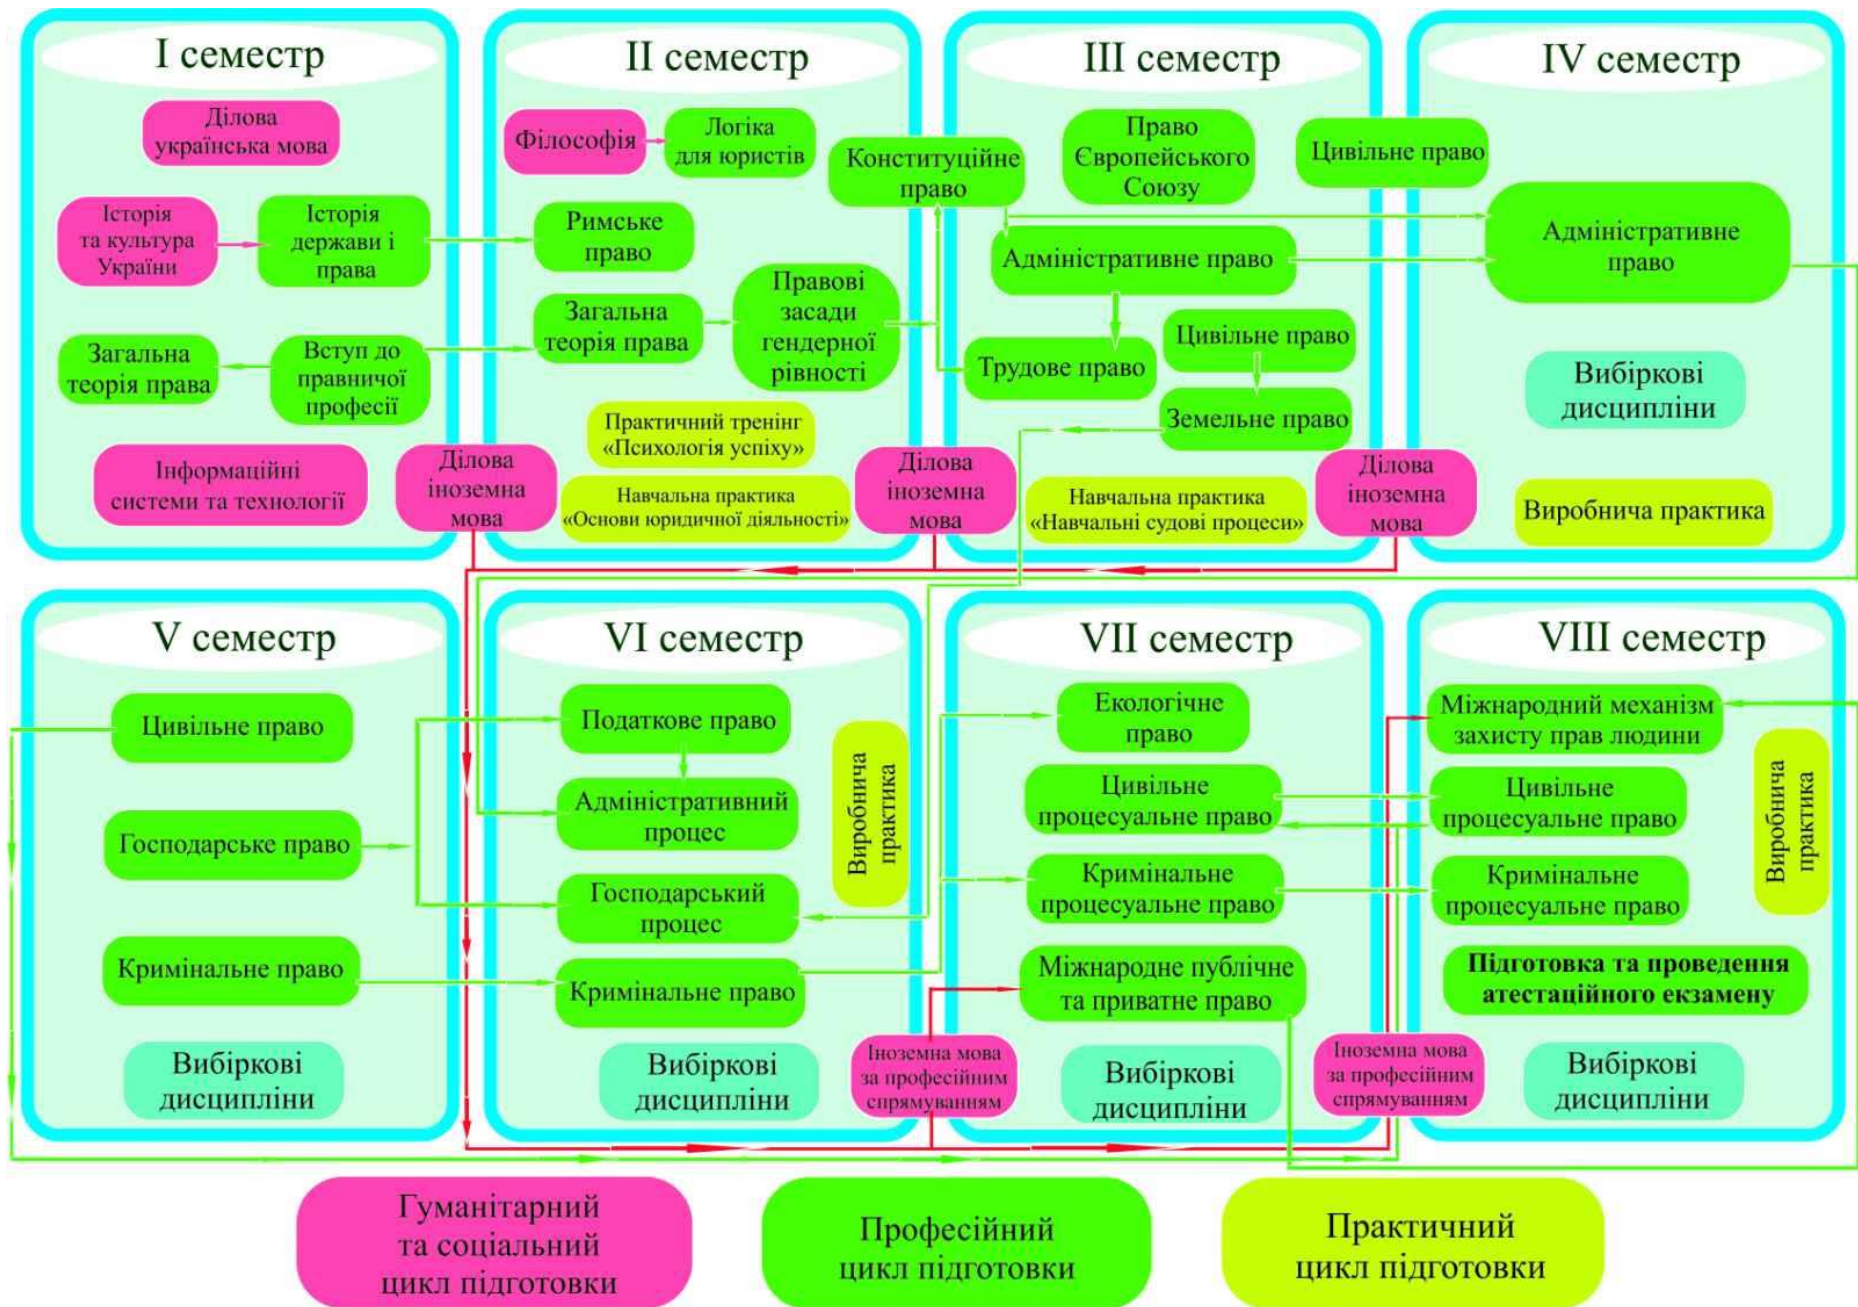 I семестр
Ділова
українська мова
Історія
та культура
України
Історія
держави і
права
Загальна
теорія права
Вступ до
правничої
професії
Інформаційні
системи та технології
Ділова
іноземна
мова
II семестр
Філософія
Логіка
для юристів
Римське
право
Загальна
теорія права
Правові
засади
гендерної
рівності
Практичний тренінг
«Психологія успіху»
Навчальна практика
«Основи юридичної діяльності»
Конституційне
право
Ділова
іноземна
мова
III семестр
Право
Європейського
Союзу
Адміністративне право
Цивільне право
Трудове право
Земельне право
Навчальна практика
«Навчальні судові процеси»
Цивільне право
Ділова
іноземна
мова
IV семестр
Адміністративне
право
Вибіркові
дисципліни
Виробнича практика
V семестр
Цивільне право
Господарське право
Кримінальне право
Вибіркові
дисципліни
VI семестр
Податкове право
Адміністративний
процес
Господарський
процес
Кримінальне право
Виробнича
практика
Вибіркові
дисципліни
Іноземна мова
за професійним
спрямуванням
VII семестр
Екологічне
право
Цивільне
процесуальне право
Кримінальне
процесуальне право
Міжнародне публічне
та приватне право
Вибіркові
дисципліни
Іноземна мова
за професійним
спрямуванням
VIII семестр
Міжнародний механізм
захисту прав людини
Цивільне
процесуальне право
Кримінальне
процесуальне право
Виробнича
практика
Підготовка та проведення
атестаційного екзамену
Вибіркові
дисципліни
Гуманітарний
та соціальний
цикл підготовки
Професійний
цикл підготовки
Практичний
цикл підготовки